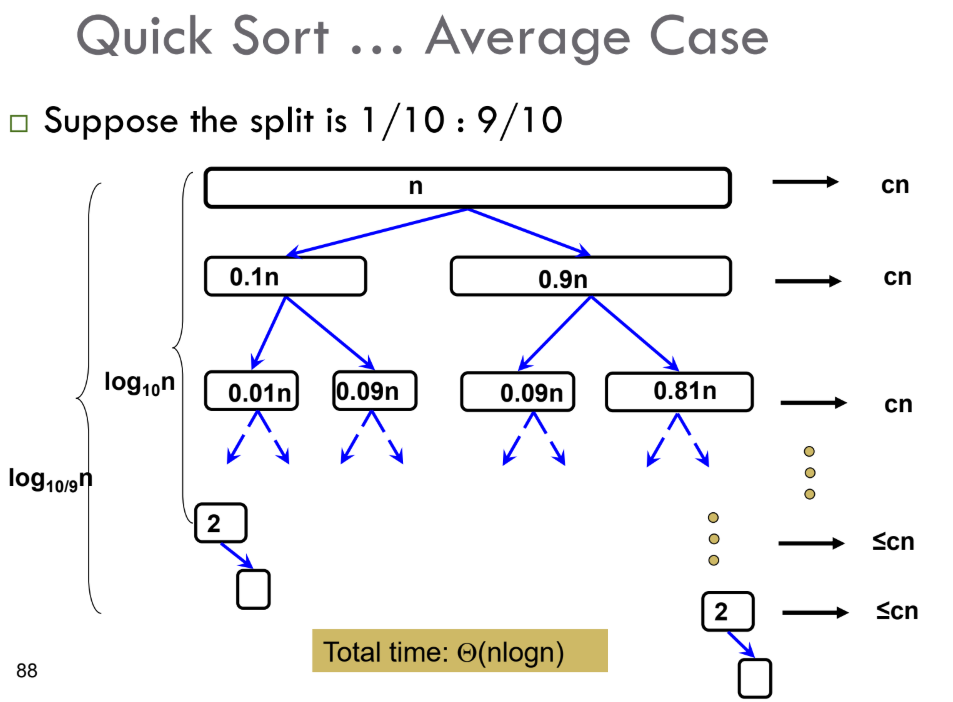 Quick Sort ... Average Case
Suppose the split is 1/10 : 9/10
n
cn
0.1n
0.9n
cn
log₁₀n
0.01n
0.09n
0.09n
0.81n
cn
log₁₀/₉n
2
≤cn
2
≤cn
Total time: Θ(nlogn)
88